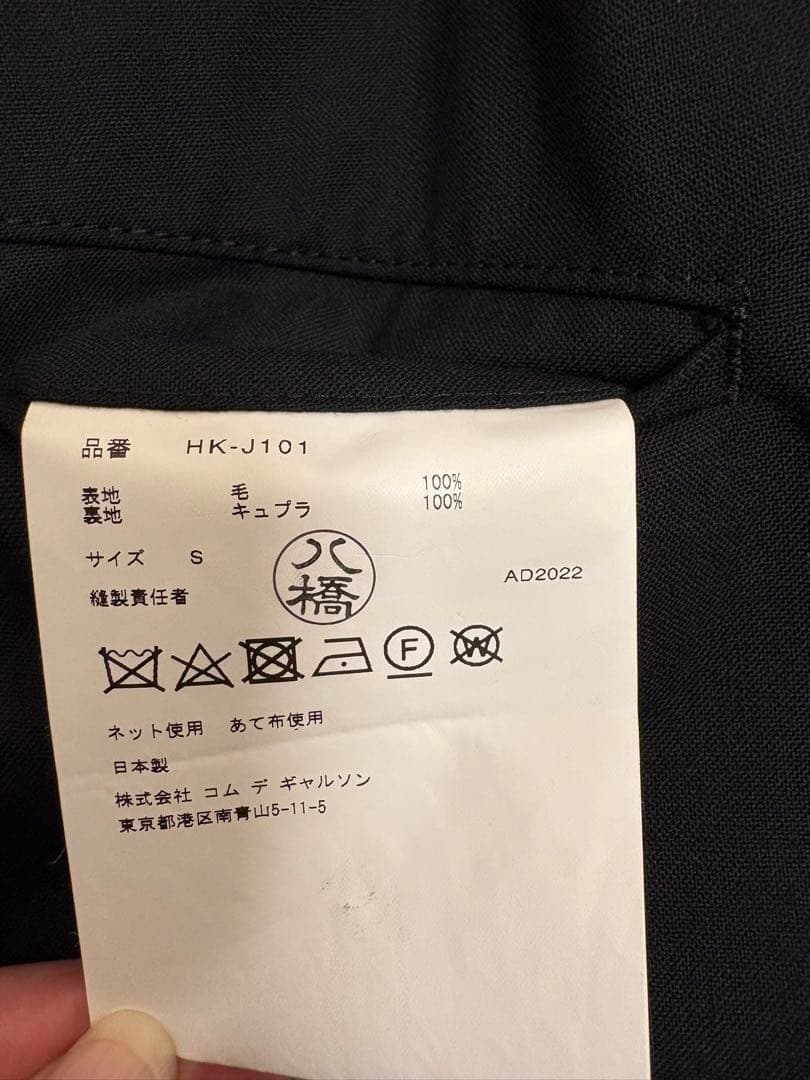 品番 HK-J101
表地 毛 100%
裏地 キュプラ 100%
サイズ S
八橋
AD2022
縫製責任者
F W
ネット使用 あて布使用
日本製
株式会社 コム デ ギャルソン
東京都港区南青山5-11-5